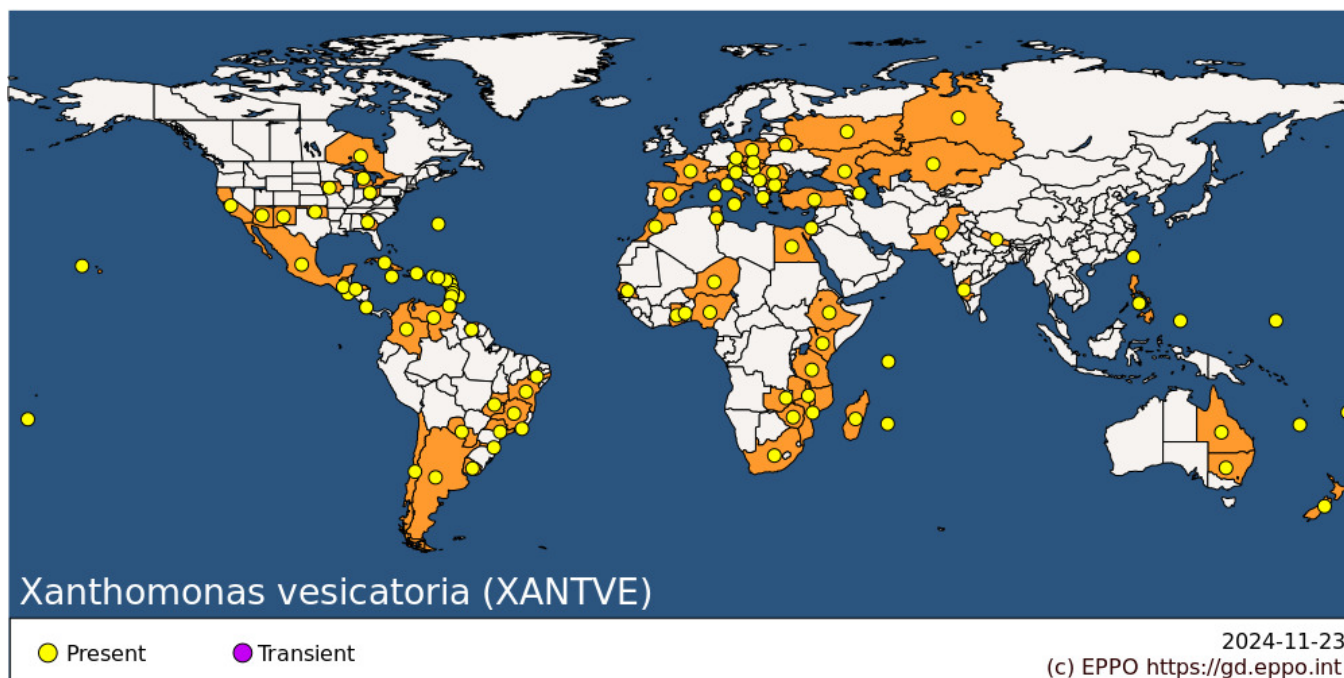 Xanthomonas vesicatoria (XANTVE)
Present
Transient
2024-11-23
(c) EPPO https://gd.eppo.int